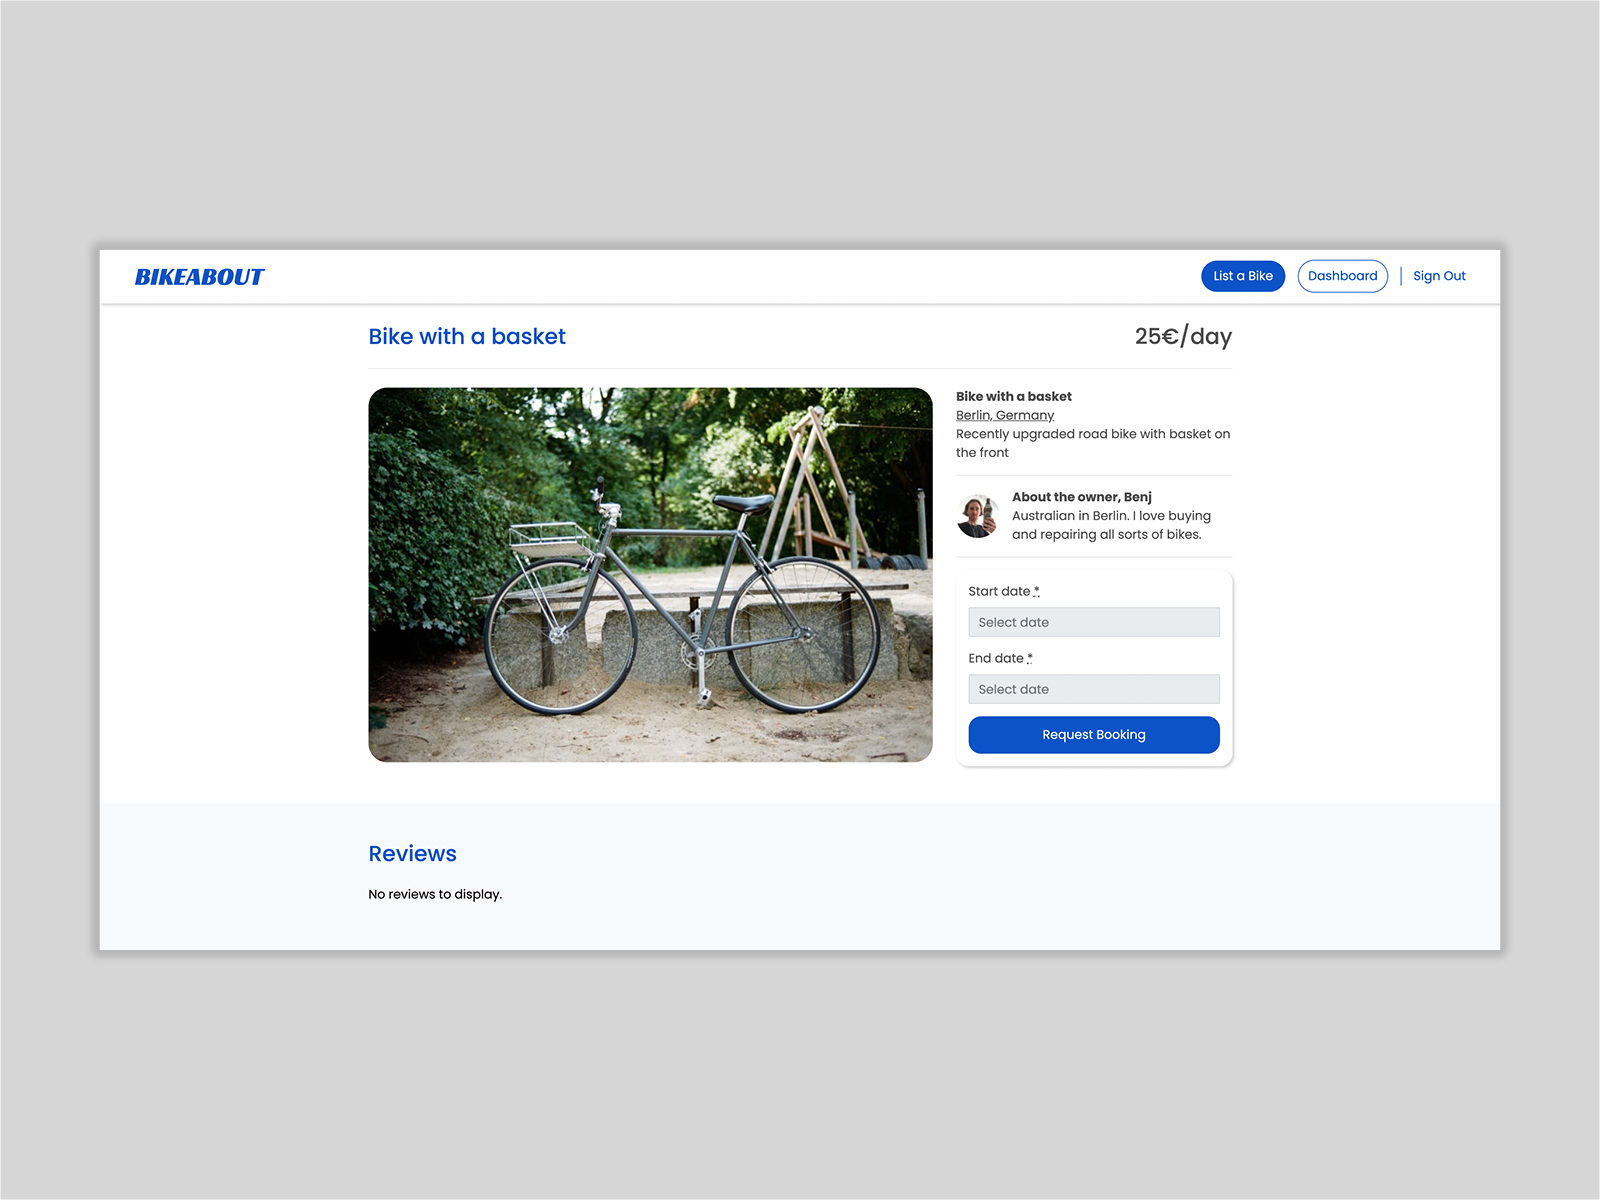 BIKEABOUT
List a Bike
Dashboard
Sign Out
Bike with a basket
25€/day
Bike with a basket
Berlin, Germany
Recently upgraded road bike with basket on
the front
About the owner, Benj
Australian in Berlin. I love buying
and repairing all sorts of bikes.
Start date *
Select date
End date *
Select date
Request Booking
Reviews
No reviews to display.